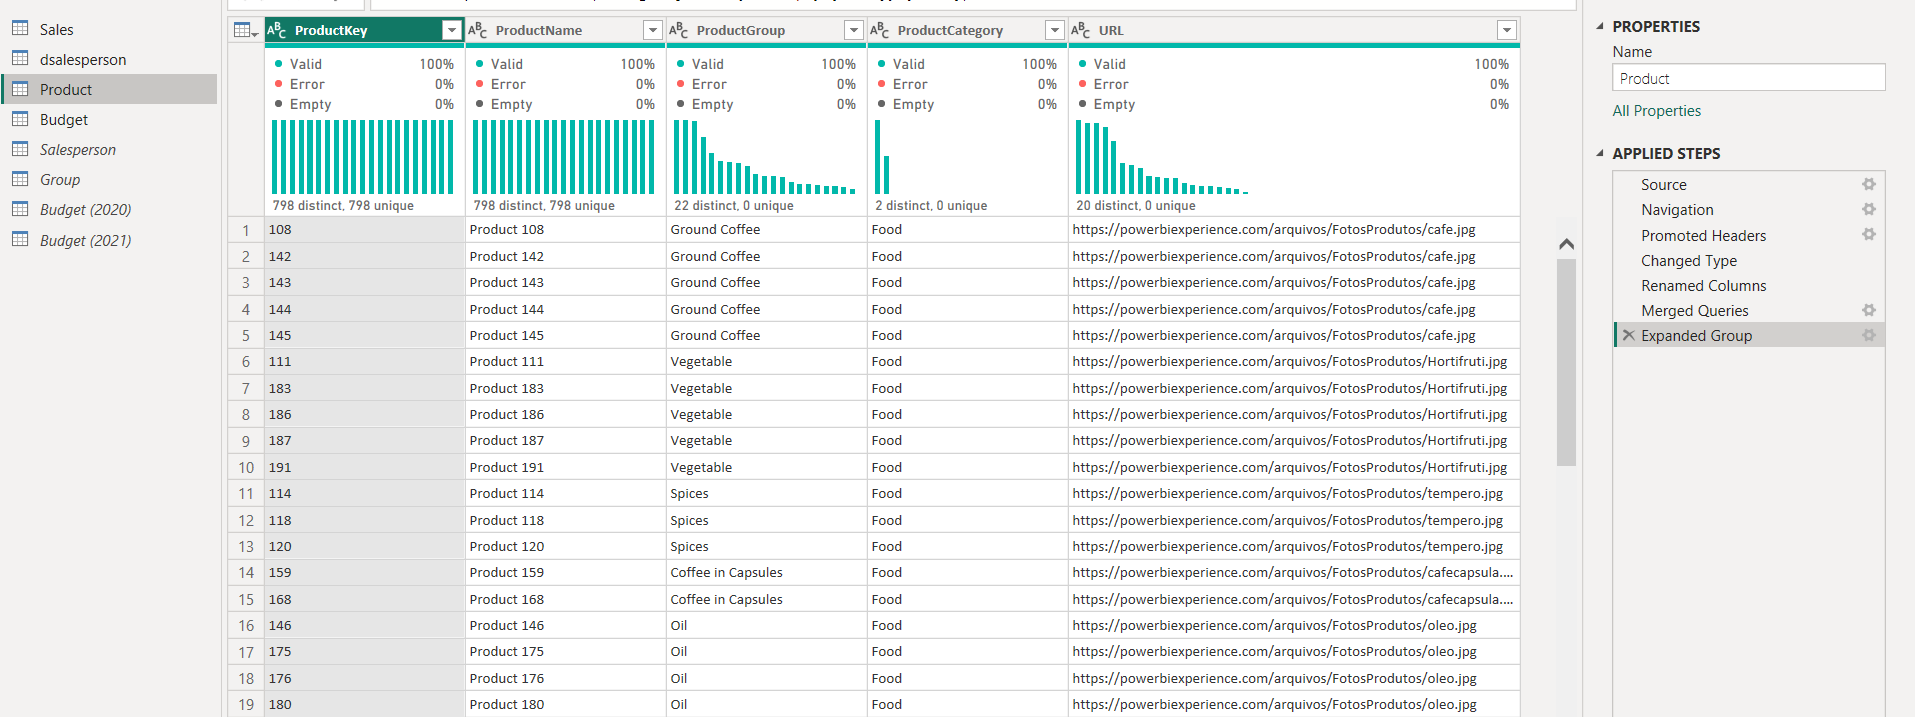 Sales
dsalesperson
Product
Budget
Salesperson
Group
Budget (2020)
Budget (2021)
ABC ProductKey ABC ProductName ABC ProductGroup ABC ProductCategory ABC URL
Valid 100% Valid 100% Valid 100% Valid 100% Valid 100%
Error 0% Error 0% Error 0% Error 0% Error 0%
Empty 0% Empty 0% Empty 0% Empty 0% Empty 0%
798 distinct, 798 unique 798 distinct, 798 unique 22 distinct, 0 unique 2 distinct, 0 unique 20 distinct, 0 unique
1 108 Product 108 Ground Coffee Food https://powerbiexperience.com/arquivos/FotosProdutos/cafe.jpg
2 142 Product 142 Ground Coffee Food https://powerbiexperience.com/arquivos/FotosProdutos/cafe.jpg
3 143 Product 143 Ground Coffee Food https://powerbiexperience.com/arquivos/FotosProdutos/cafe.jpg
4 144 Product 144 Ground Coffee Food https://powerbiexperience.com/arquivos/FotosProdutos/cafe.jpg
5 145 Product 145 Ground Coffee Food https://powerbiexperience.com/arquivos/FotosProdutos/cafe.jpg
6 111 Product 111 Vegetable Food https://powerbiexperience.com/arquivos/FotosProdutos/Hortifruti.jpg
7 183 Product 183 Vegetable Food https://powerbiexperience.com/arquivos/FotosProdutos/Hortifruti.jpg
8 186 Product 186 Vegetable Food https://powerbiexperience.com/arquivos/FotosProdutos/Hortifruti.jpg
9 187 Product 187 Vegetable Food https://powerbiexperience.com/arquivos/FotosProdutos/Hortifruti.jpg
10 191 Product 191 Vegetable Food https://powerbiexperience.com/arquivos/FotosProdutos/Hortifruti.jpg
11 114 Product 114 Spices Food https://powerbiexperience.com/arquivos/FotosProdutos/tempero.jpg
12 118 Product 118 Spices Food https://powerbiexperience.com/arquivos/FotosProdutos/tempero.jpg
13 120 Product 120 Spices Food https://powerbiexperience.com/arquivos/FotosProdutos/tempero.jpg
14 159 Product 159 Coffee in Capsules Food https://powerbiexperience.com/arquivos/FotosProdutos/cafecapsula....
15 168 Product 168 Coffee in Capsules Food https://powerbiexperience.com/arquivos/FotosProdutos/cafecapsula....
16 146 Product 146 Oil Food https://powerbiexperience.com/arquivos/FotosProdutos/oleo.jpg
17 175 Product 175 Oil Food https://powerbiexperience.com/arquivos/FotosProdutos/oleo.jpg
18 176 Product 176 Oil Food https://powerbiexperience.com/arquivos/FotosProdutos/oleo.jpg
19 180 Product 180 Oil Food https://powerbiexperience.com/arquivos/FotosProdutos/oleo.jpg
PROPERTIES
Name
Product
All Properties
APPLIED STEPS
Source
Navigation
Promoted Headers
Changed Type
Renamed Columns
Merged Queries
Expanded Group